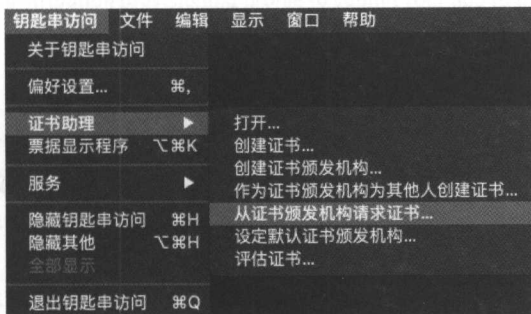 钥匙串访问 文件 编辑 显示 窗口 帮助
关于钥匙串访问
偏好设置... ⌘,
证书助理 ▶
票据显示程序 ⌥⌘K
服务 ▶
隐藏钥匙串访问 ⌘H
隐藏其他 ⌥⌘H
全部显示
退出钥匙串访问 ⌘Q
打开...
创建证书...
创建证书颁发机构...
作为证书颁发机构为其他人创建证书...
从证书颁发机构请求证书...
设定默认证书颁发机构...
评估证书...